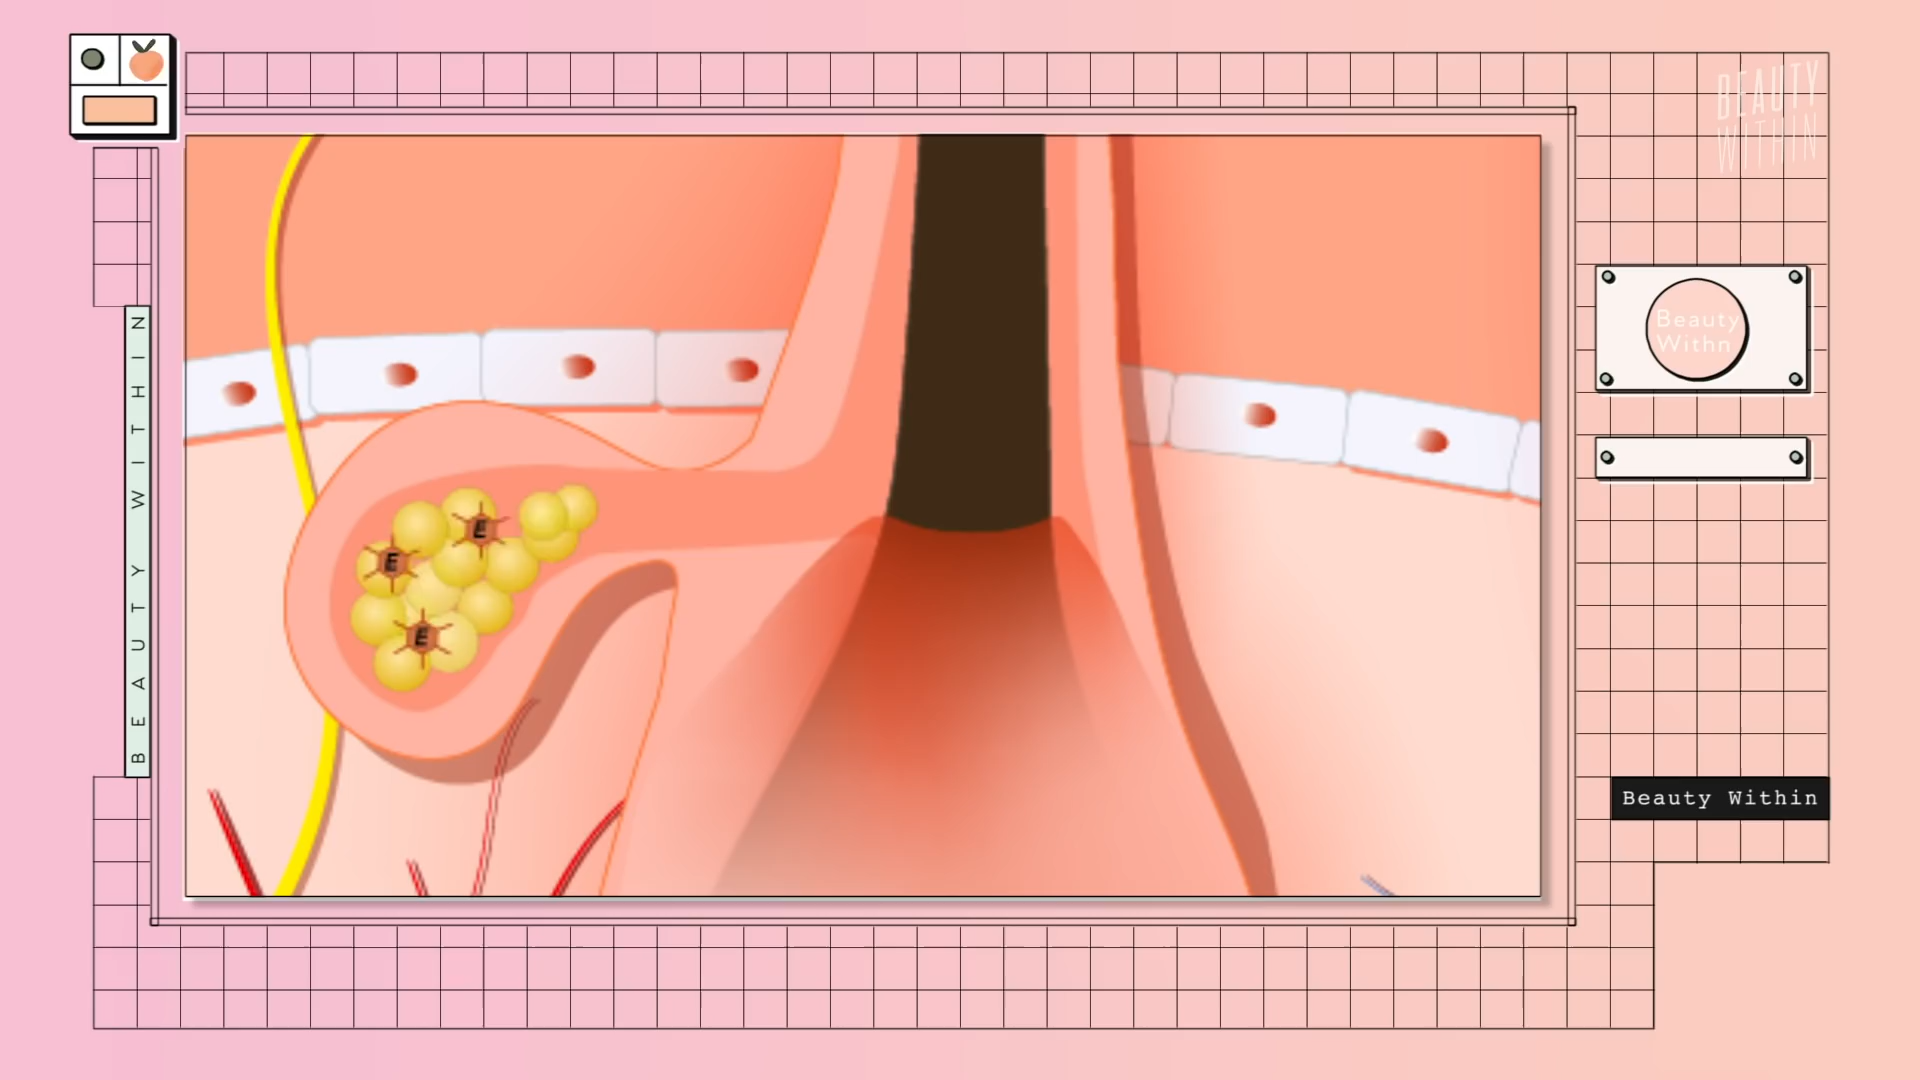 BEAUTY
WITHIN
Beauty
Withn
BEAUTY WITHIN
E
E
E
Beauty Within